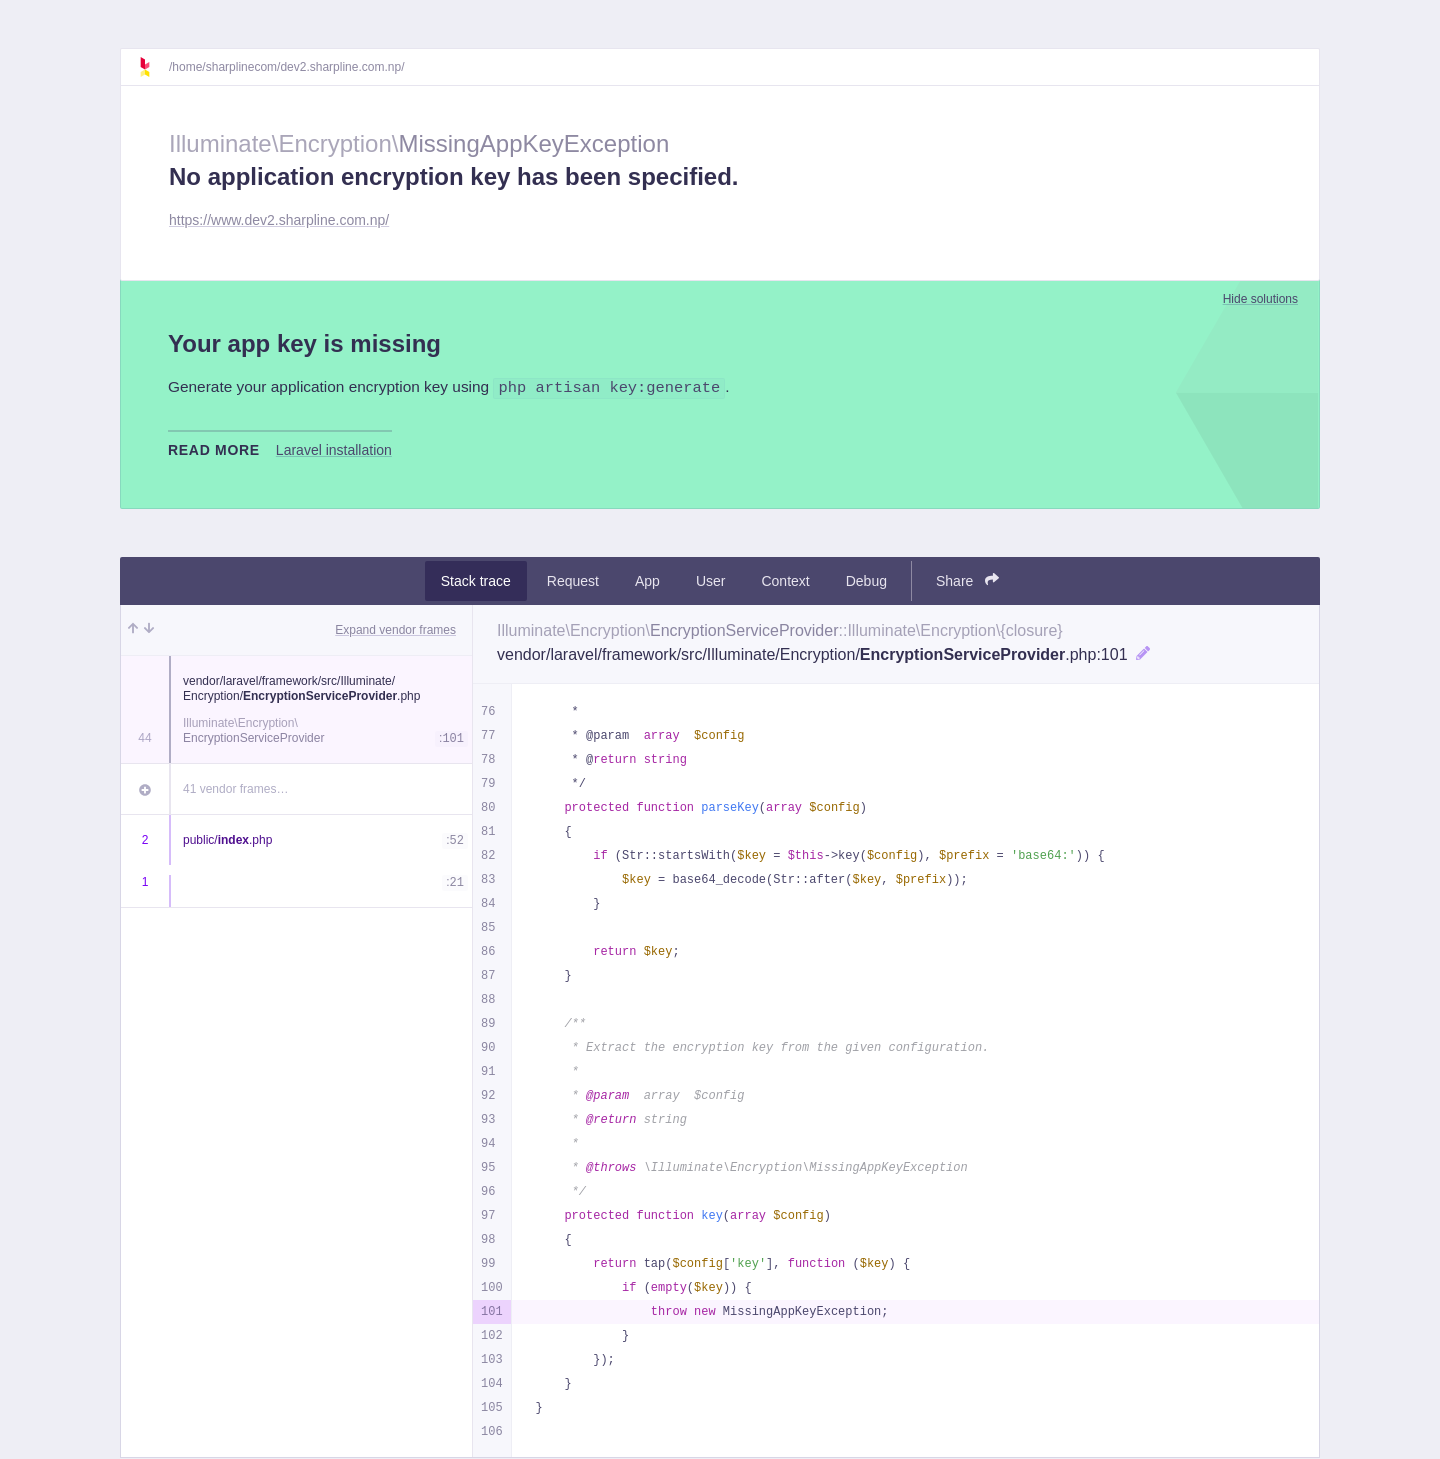 /home/sharplinecom/dev2.sharpline.com.np/
Illuminate\Encryption\MissingAppKeyException
No application encryption key has been specified.
https://www.dev2.sharpline.com.np/
Hide solutions
Your app key is missing
Generate your application encryption key using php artisan key:generate.
READ MORE Laravel installation
Stack trace Request App User Context Debug Share
Expand vendor frames
vendor/laravel/framework/src/Illuminate/
Encryption/EncryptionServiceProvider.php
Illuminate\Encryption\
44 EncryptionServiceProvider :101
41 vendor frames…
2 public/index.php :52
1 :21
Illuminate\Encryption\EncryptionServiceProvider::Illuminate\Encryption\{closure}
vendor/laravel/framework/src/Illuminate/Encryption/EncryptionServiceProvider.php:101
76      *
77      * @param  array  $config
78      * @return string
79      */
80     protected function parseKey(array $config)
81     {
82         if (Str::startsWith($key = $this->key($config), $prefix = 'base64:')) {
83             $key = base64_decode(Str::after($key, $prefix));
84         }
85
86         return $key;
87     }
88
89     /**
90      * Extract the encryption key from the given configuration.
91      *
92      * @param  array  $config
93      * @return string
94      *
95      * @throws \Illuminate\Encryption\MissingAppKeyException
96      */
97     protected function key(array $config)
98     {
99         return tap($config['key'], function ($key) {
100             if (empty($key)) {
101                 throw new MissingAppKeyException;
102             }
103         });
104     }
105 }
106